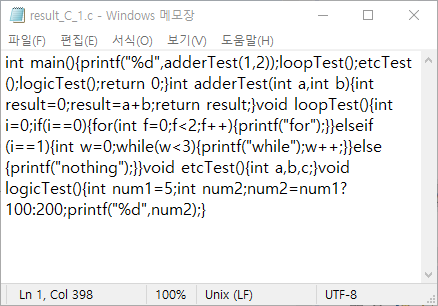 result_C_1.c - Windows 메모장
파일(F) 편집(E) 서식(O) 보기(V) 도움말(H)
int main(){printf("%d",adderTest(1,2));loopTest();etcTest
();logicTest();return 0;}int adderTest(int a,int b){int
result=0;result=a+b;return result;}void loopTest(){int
i=0;if(i==0){for(int f=0;f<2;f++){printf("for");}}elseif
(i==1){int w=0;while(w<3){printf("while");w++;}}else
{printf("nothing");}}void etcTest(){int a,b,c;}void
logicTest(){int num1=5;int num2;num2=num1?
100:200;printf("%d",num2);}
Ln 1, Col 398 100% Unix (LF) UTF-8